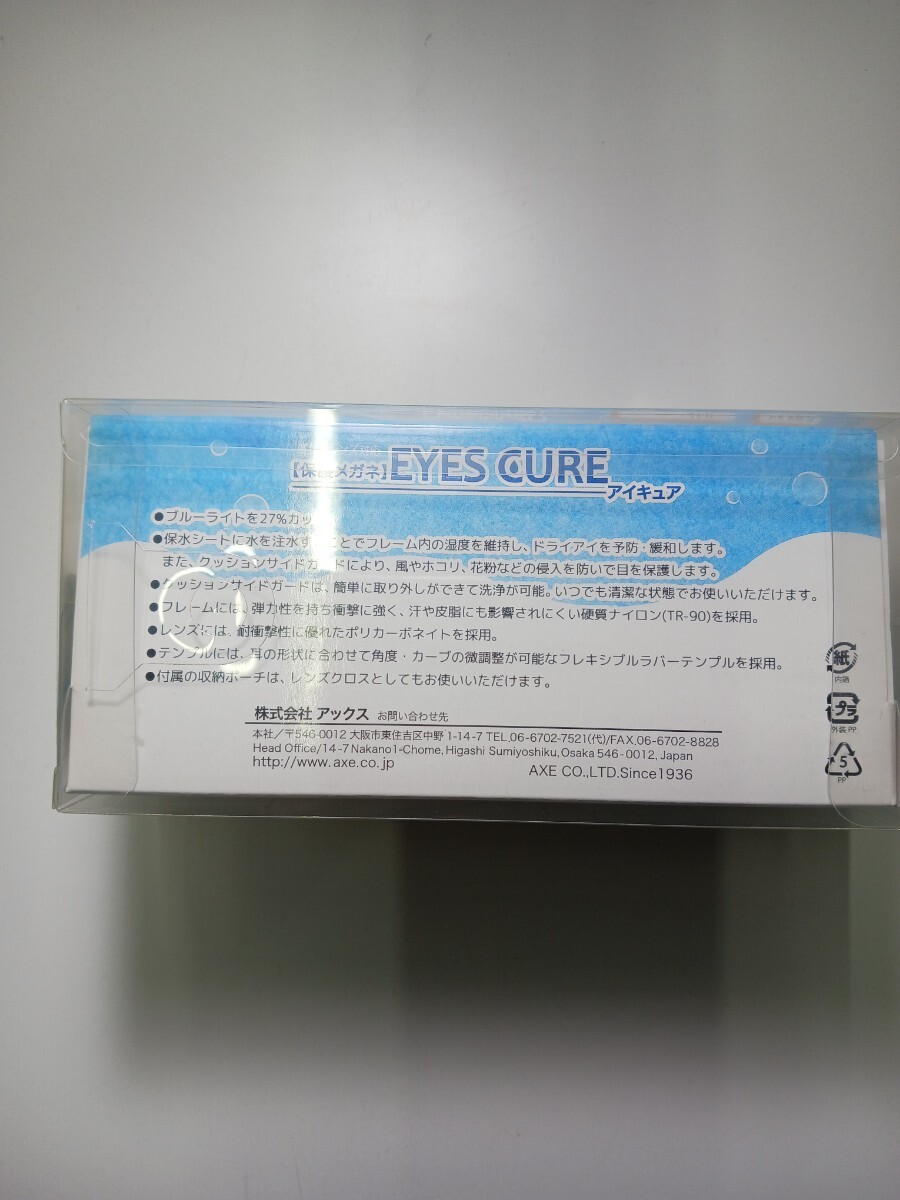 【保護メガネ】EYES CURE
アイキュア
●ブルーライトを27%カッ
●保水シートに水を注水することでフレーム内の湿度を維持し、ドライアイを予防・緩和します。
また、クッションサイドガードにより、風やホコリ、花粉などの侵入を防いで目を保護します。
●クッションサイドガードは、簡単に取り外しができて洗浄が可能。いつでも清潔な状態でお使いいただけます。
●フレームには、弾力性を持ち衝撃に強く、汗や皮脂にも影響されにくい硬質ナイロン(TR-90)を採用。
●レンズには、耐衝撃性に優れたポリカーボネイトを採用。
●テンプルには、耳の形状に合わせて角度・カーブの微調整が可能なフレキシブルラバーテンプルを採用。
●付属の収納ポーチは、レンズクロスとしてもお使いいただけます。
株式会社 アックス お問い合わせ先
本社/〒546-0012 大阪市東住吉区中野 1-14-7 TEL.06-6702-7521(代)/FAX.06-6702-8828
Head Office/14-7 Nakano1-Chome, Higashi Sumiyoshiku, Osaka 546-0012, Japan
http://www.axe.co.jp
AXE CO.,LTD.Since1936
紙
内箱
プラ
外装 PP
5
PP